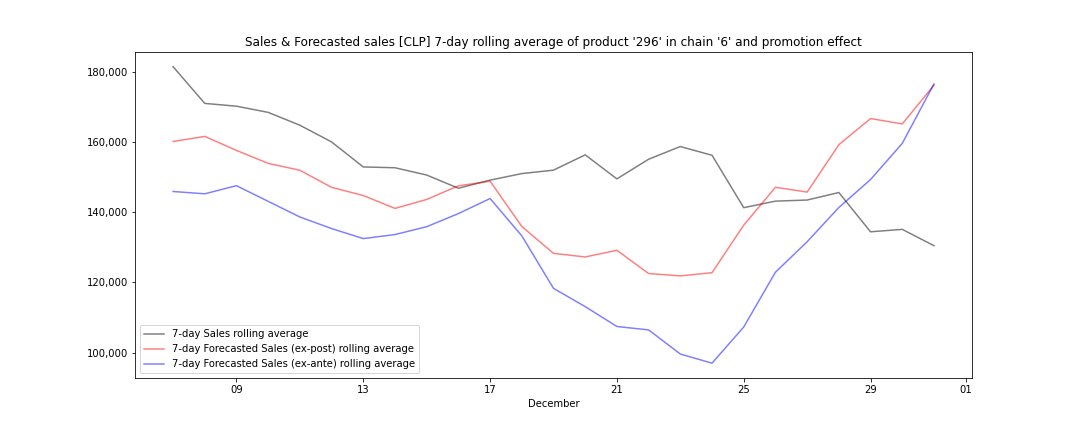 Sales & Forecasted sales [CLP] 7-day rolling average of product '296' in chain '6' and promotion effect
180,000
160,000
140,000
120,000
100,000
7-day Sales rolling average
7-day Forecasted Sales (ex-post) rolling average
7-day Forecasted Sales (ex-ante) rolling average
09 13 17 21 25 29 01
December